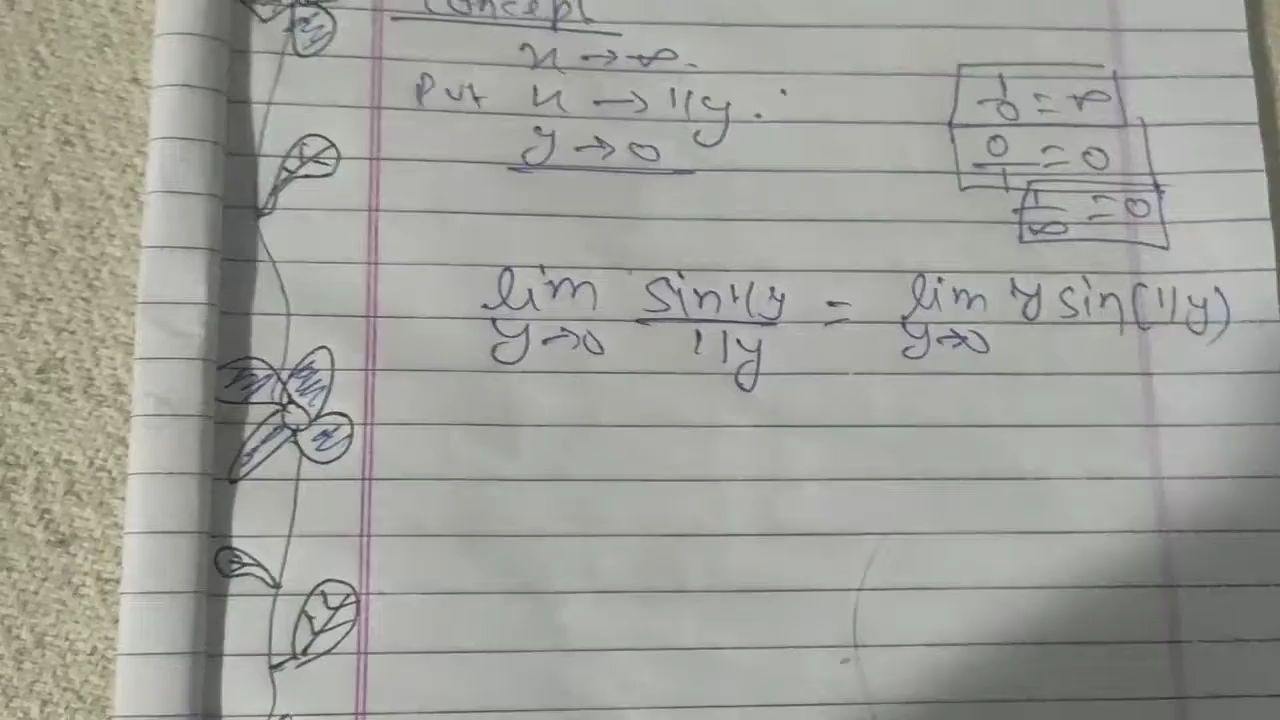 Concept
x → ∞.
Put x → 1/y.
y → 0
1/0 = ∞
0/1 = 0
1/∞ = 0
lim y→0 sin 1/y / 1/y = lim y→0 y sin(1/y)